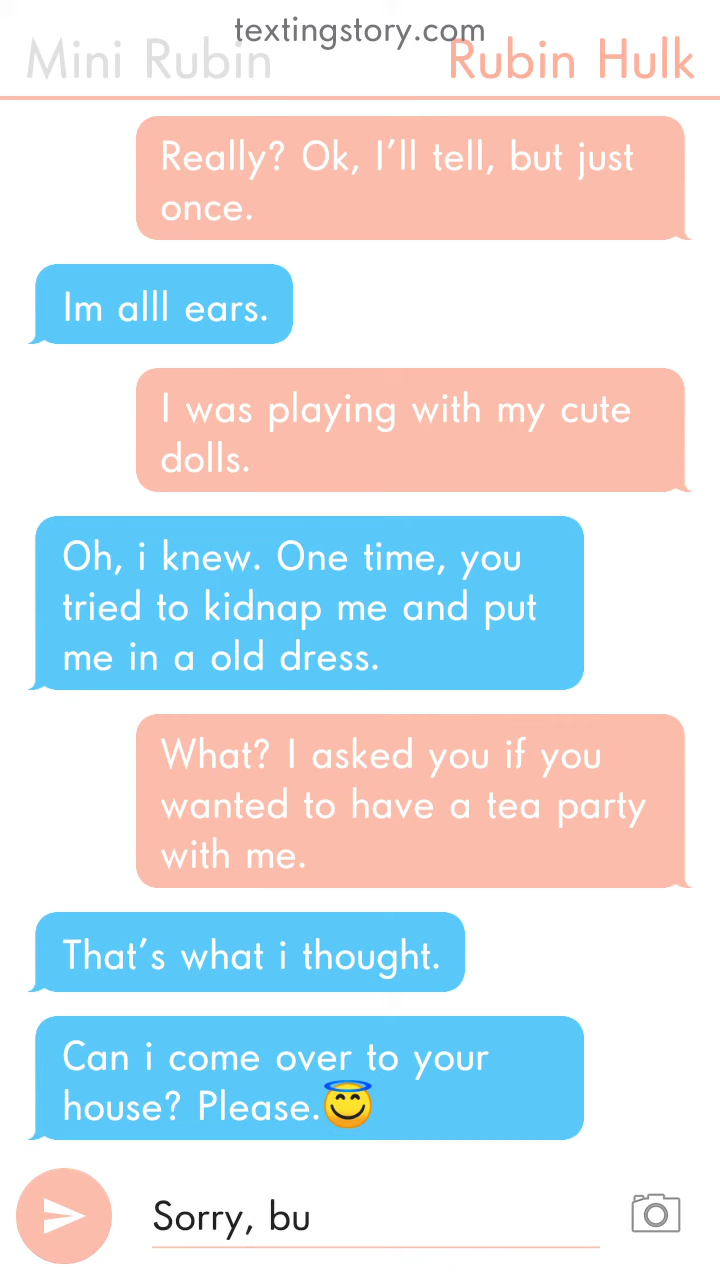 textingstory.com
Mini Rubin
Rubin Hulk
Really? Ok, I’ll tell, but just
once.
Im alll ears.
I was playing with my cute
dolls.
Oh, i knew. One time, you
tried to kidnap me and put
me in a old dress.
What? I asked you if you
wanted to have a tea party
with me.
That’s what i thought.
Can i come over to your
house? Please.😇
Sorry, bu